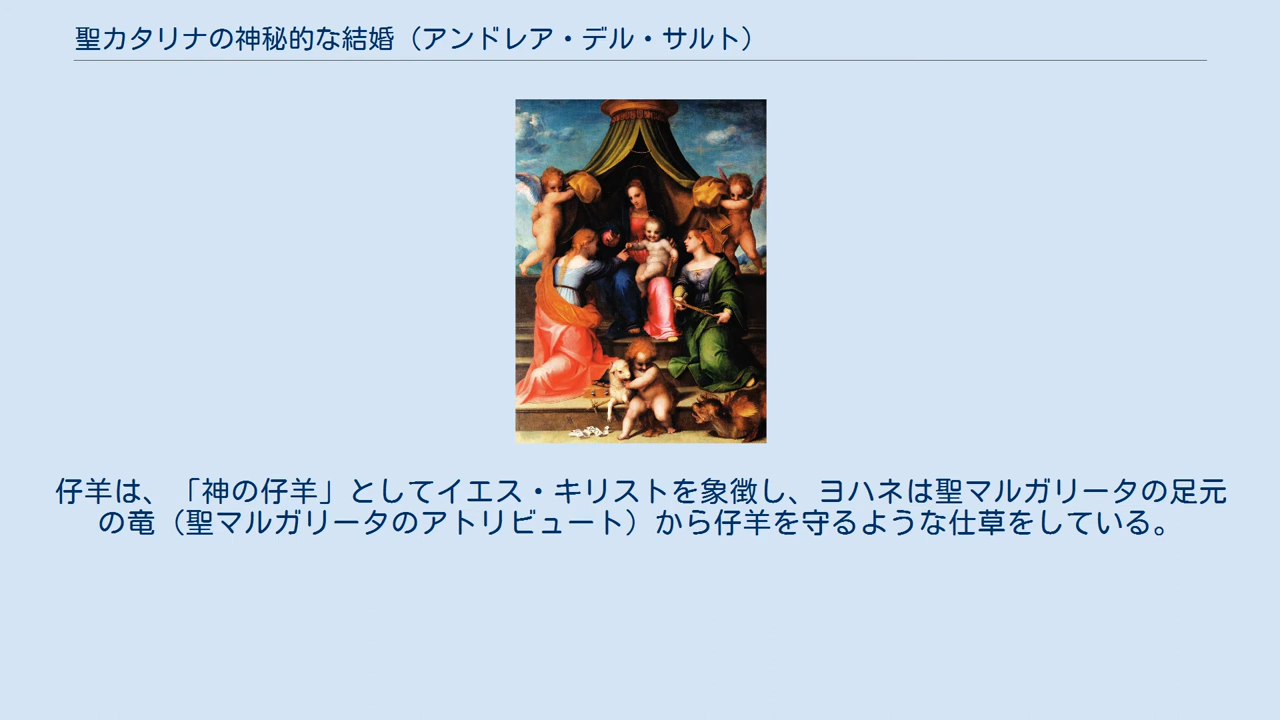 聖カタリナの神秘的な結婚（アンドレア・デル・サルト）
仔羊は、「神の仔羊」としてイエス・キリストを象徴し、ヨハネは聖マルガリータの足元
の竜（聖マルガリータのアトリビュート）から仔羊を守るような仕草をしている。